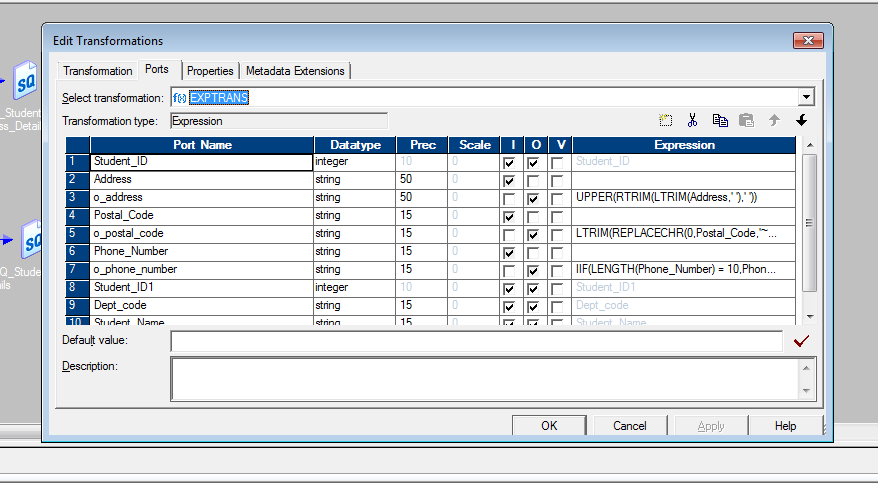 Edit Transformations
Transformation Ports Properties Metadata Extensions
Select transformation: f(x) EXPTRANS
Transformation type: Expression
Port Name Datatype Prec Scale I O V Expression
1 Student_ID integer 10 0 Student_ID
2 Address string 50 0
3 o_address string 50 0 UPPER(RTRIM(LTRIM(Address,' '),' '))
4 Postal_Code string 15 0
5 o_postal_code string 15 0 LTRIM(REPLACECHR(0,Postal_Code,'~...
6 Phone_Number string 15 0
7 o_phone_number string 15 0 IIF(LENGTH(Phone_Number) = 10,Phon...
8 Student_ID1 integer 10 0 Student_ID1
9 Dept_code string 15 0 Dept_code
10 Student_Name string 15 0 Student_Name
Default value:
Description:
OK Cancel Apply Help
SQ
_Student
ss_Detail
SQ
Q_Stude
ils